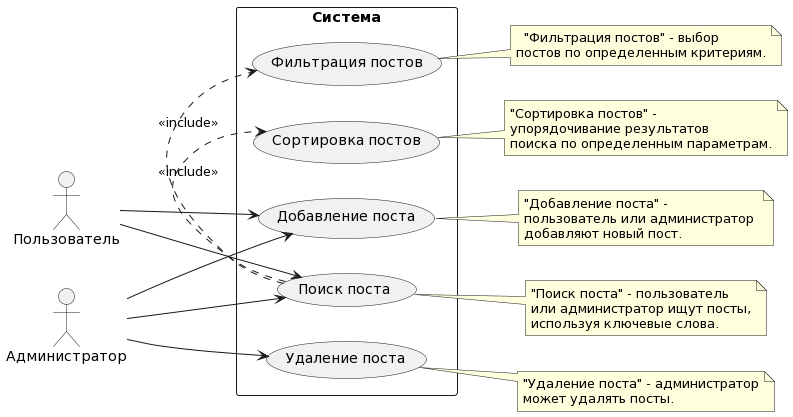 Система
Фильтрация постов
"Фильтрация постов" - выбор
постов по определенным критериям.
«include»
Сортировка постов
"Сортировка постов" -
упорядочивание результатов
поиска по определенным параметрам.
«include»
Пользователь
Добавление поста
"Добавление поста" -
пользователь или администратор
добавляют новый пост.
Поиск поста
"Поиск поста" - пользователь
или администратор ищут посты,
используя ключевые слова.
Администратор
Удаление поста
"Удаление поста" - администратор
может удалять посты.